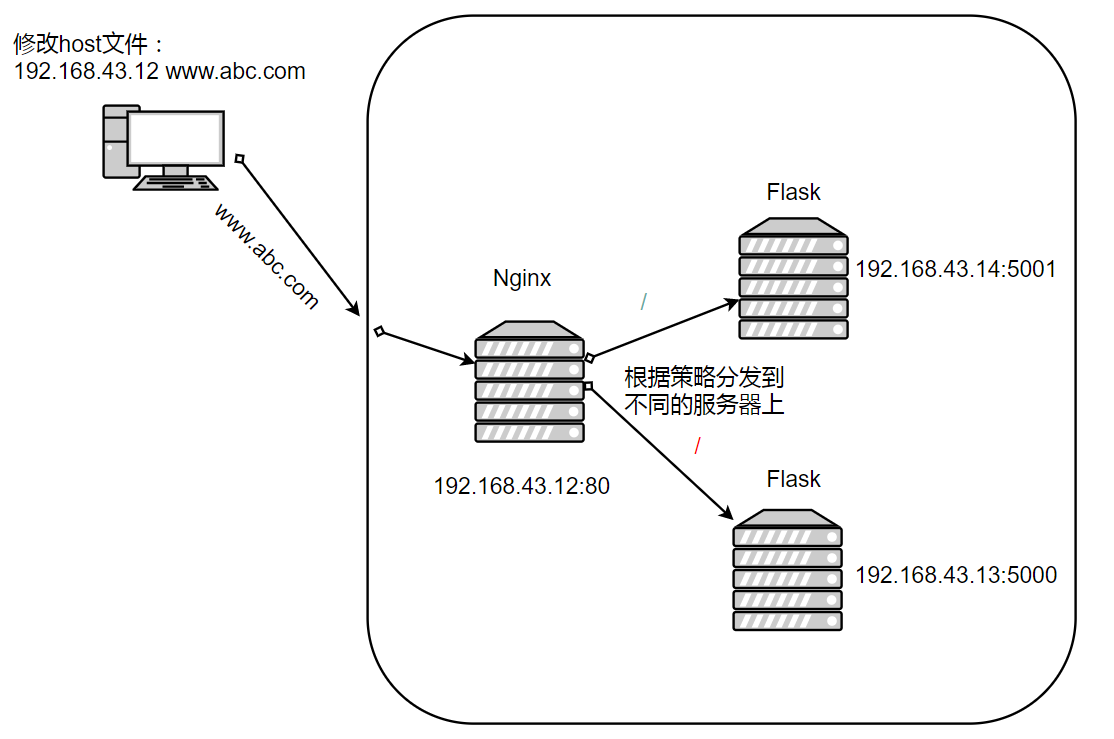 修改host文件：
192.168.43.12 www.abc.com
www.abc.com
Nginx
192.168.43.12:80
/
根据策略分发到
不同的服务器上
/
Flask
192.168.43.14:5001
Flask
192.168.43.13:5000